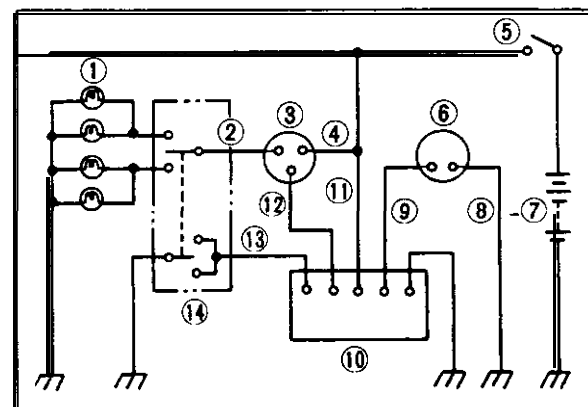 ⑤
①
② ③ ④ ⑥
⑫ ⑪ ⑨ ⑧ ⑦
⑬
⑭
⑩